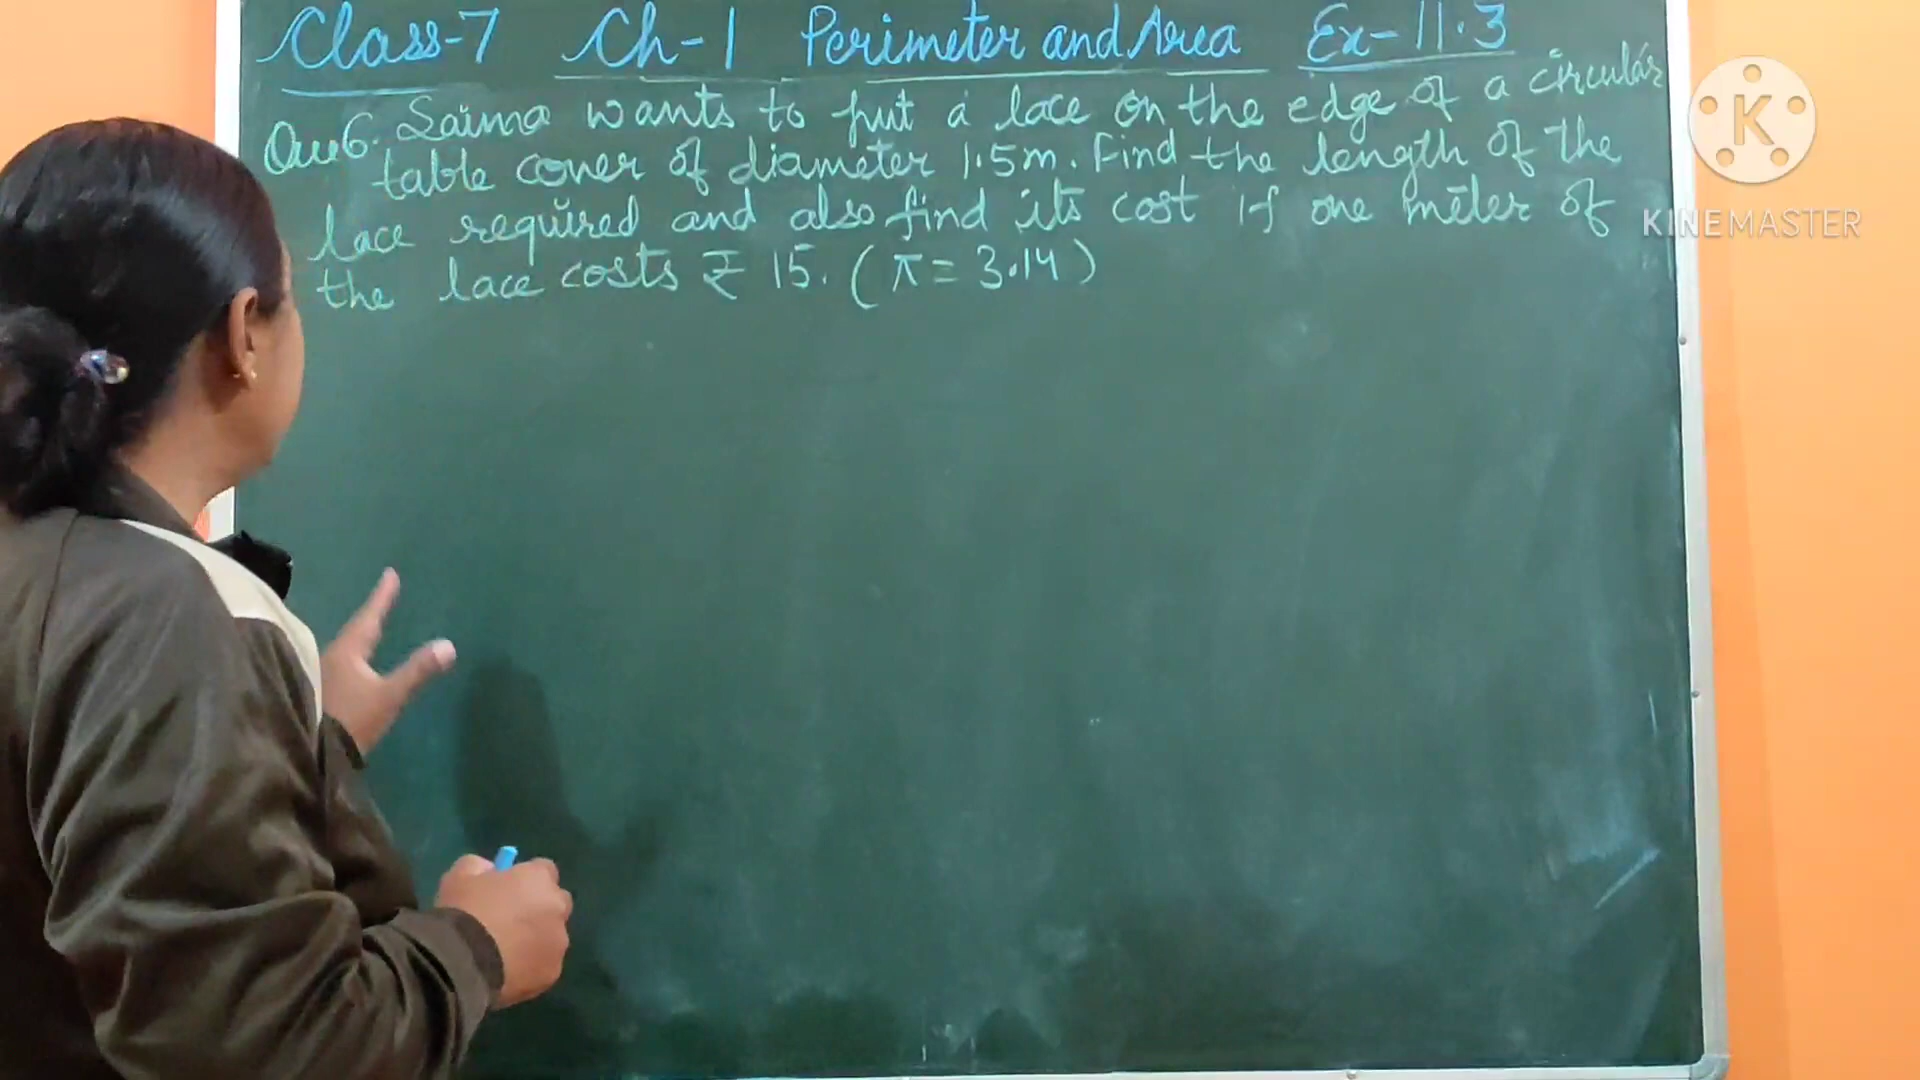 Class-7 Ch-1 Perimeter and Area Ex-11.3
Que6. Saima wants to put a lace on the edge of a circular
table cover of diameter 1.5m. Find the length of the
lace required and also find its cost if one meter of
the lace costs ₹ 15. (π = 3.14)
K
KINEMASTER